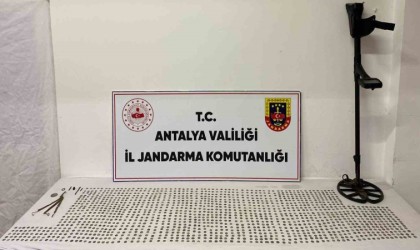 T.C.
ANTALYA VALİLİĞİ
İL JANDARMA KOMUTANLIĞI